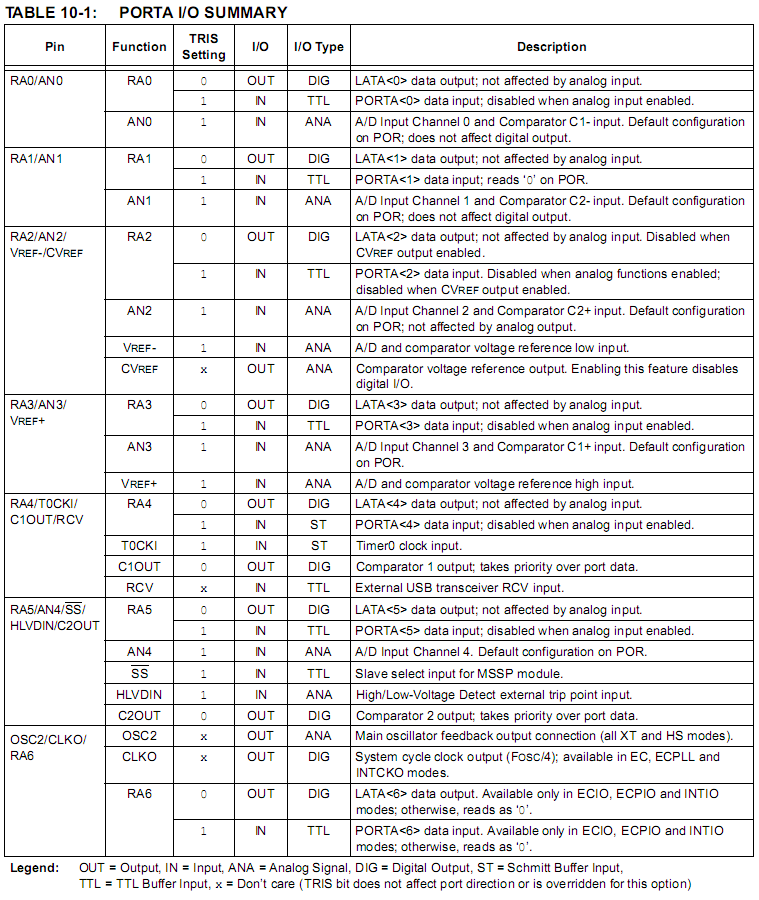 TABLE 10-1: PORTA I/O SUMMARY
Pin Function TRIS Setting I/O I/O Type Description
RA0/AN0 RA0 0 OUT DIG LATA<0> data output; not affected by analog input.
1 IN TTL PORTA<0> data input; disabled when analog input enabled.
AN0 1 IN ANA A/D Input Channel 0 and Comparator C1- input. Default configuration
on POR; does not affect digital output.
RA1/AN1 RA1 0 OUT DIG LATA<1> data output; not affected by analog input.
1 IN TTL PORTA<1> data input; reads ‘0’ on POR.
AN1 1 IN ANA A/D Input Channel 1 and Comparator C2- input. Default configuration
on POR; does not affect digital output.
RA2/AN2/ RA2 0 OUT DIG LATA<2> data output; not affected by analog input. Disabled when
VREF-/CVREF CVREF output enabled.
1 IN TTL PORTA<2> data input. Disabled when analog functions enabled;
disabled when CVREF output enabled.
AN2 1 IN ANA A/D Input Channel 2 and Comparator C2+ input. Default configuration
on POR; not affected by analog output.
VREF- 1 IN ANA A/D and comparator voltage reference low input.
CVREF x OUT ANA Comparator voltage reference output. Enabling this feature disables
digital I/O.
RA3/AN3/ RA3 0 OUT DIG LATA<3> data output; not affected by analog input.
VREF+ 1 IN TTL PORTA<3> data input; disabled when analog input enabled.
AN3 1 IN ANA A/D Input Channel 3 and Comparator C1+ input. Default configuration
on POR.
VREF+ 1 IN ANA A/D and comparator voltage reference high input.
RA4/T0CKI/ RA4 0 OUT DIG LATA<4> data output; not affected by analog input.
C1OUT/RCV 1 IN ST PORTA<4> data input; disabled when analog input enabled.
T0CKI 1 IN ST Timer0 clock input.
C1OUT 0 OUT DIG Comparator 1 output; takes priority over port data.
RCV x IN TTL External USB transceiver RCV input.
RA5/AN4/SS/ RA5 0 OUT DIG LATA<5> data output; not affected by analog input.
HLVDIN/C2OUT 1 IN TTL PORTA<5> data input; disabled when analog input enabled.
AN4 1 IN ANA A/D Input Channel 4. Default configuration on POR.
SS 1 IN TTL Slave select input for MSSP module.
HLVDIN 1 IN ANA High/Low-Voltage Detect external trip point input.
C2OUT 0 OUT DIG Comparator 2 output; takes priority over port data.
OSC2/CLKO/ OSC2 x OUT ANA Main oscillator feedback output connection (all XT and HS modes).
RA6 CLKO x OUT DIG System cycle clock output (FOSC/4); available in EC, ECPLL and
INTCKO modes.
RA6 0 OUT DIG LATA<6> data output. Available only in ECIO, ECPIO and INTIO
modes; otherwise, reads as ‘0’.
1 IN TTL PORTA<6> data input. Available only in ECIO, ECPIO and INTIO
modes; otherwise, reads as ‘0’.
Legend: OUT = Output, IN = Input, ANA = Analog Signal, DIG = Digital Output, ST = Schmitt Buffer Input,
TTL = TTL Buffer Input, x = Don’t care (TRIS bit does not affect port direction or is overridden for this option)